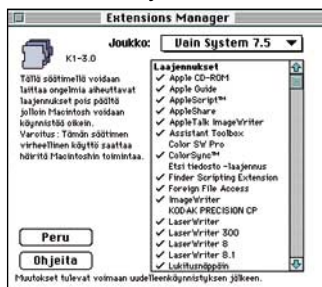 Extensions Manager
Joukko: Vain System 7.5
K1-3.0
Tällä säätimellä voidaan
laittaa ongelmia aiheuttavat
laajennukset pois päältä
jolloin Macintosh voidaan
käynnistää oikein.
Varoitus : Tämän säätimen
virheellinen käyttö saattaa
häiritä Macintoshin toimintaa.
Peru
Ohjeita
Laajennukset
✓ Apple CD-ROM
✓ Apple Guide
✓ AppleScript™
✓ AppleShare
✓ AppleTalk ImageWriter
✓ Assistant Toolbox
Color SW Pro
✓ ColorSync™
Etsi tiedosto -laajennus
✓ Finder Scripting Extension
✓ Foreign File Access
✓ ImageWriter
KODAK PRECISION CP
✓ LaserWriter
✓ LaserWriter 300
✓ LaserWriter 8
✓ LaserWriter 8.1
✓ Lukitusnäppäin
Muutokset tulevat voimaan uudelleenkäynnistyksen jälkeen.